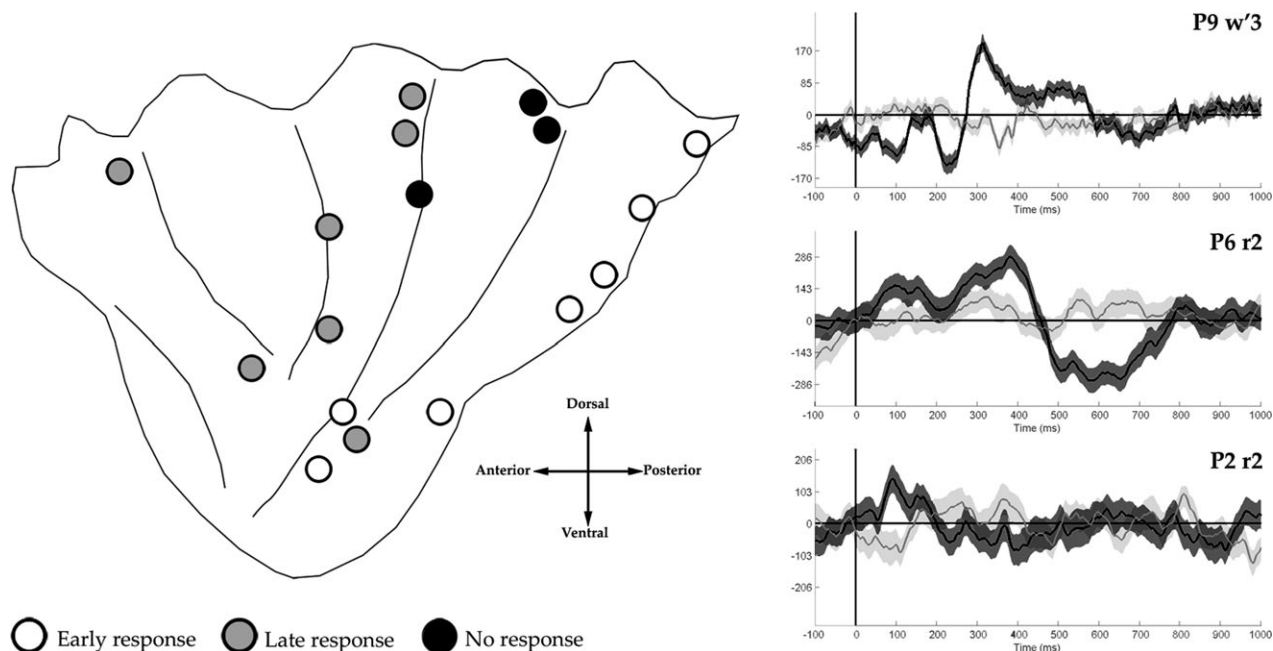 Dorsal
Anterior Posterior
Ventral
Early response Late response No response
P9 w'3
170
85
0
-85
-170
-100 0 100 200 300 400 500 600 700 800 900 1000
Time (ms)
P6 r2
286
143
0
-143
-286
-100 0 100 200 300 400 500 600 700 800 900 1000
Time (ms)
P2 r2
206
103
0
-103
-206
-100 0 100 200 300 400 500 600 700 800 900 1000
Time (ms)